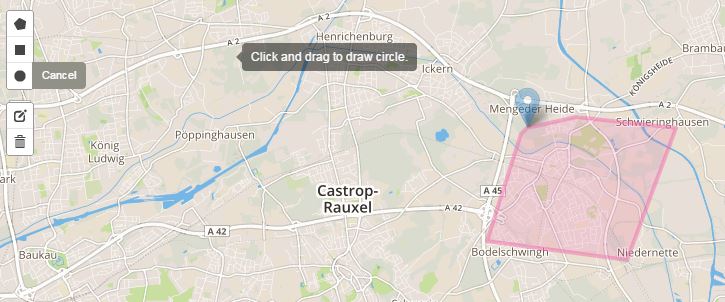 A 2
Henrichenburg
Click and drag to draw circle.
A 2
Ickern
Brambau
KÖNIGSHEIDE
Cancel
Mengeder Heide
A 2
Schwieringhausen
Pöppinghausen
König
Ludwig
ark
Castrop-
Rauxel
A 45
A 42
A 42
Baukau
Bodelschwingh
Niedernette